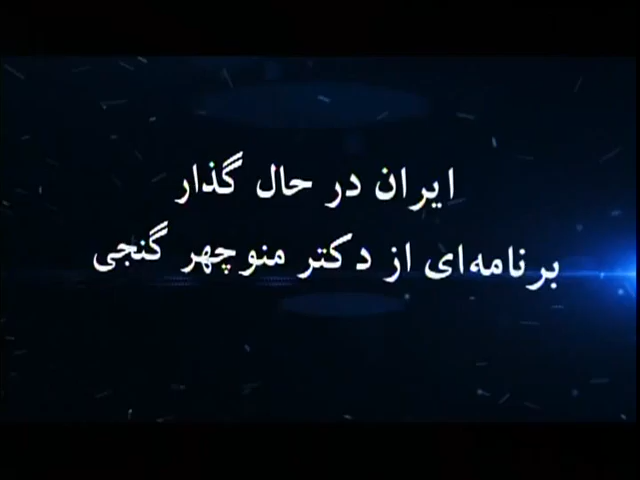 ایران در حال گذار
برنامه‌ای از دکتر منوچهر گنجی